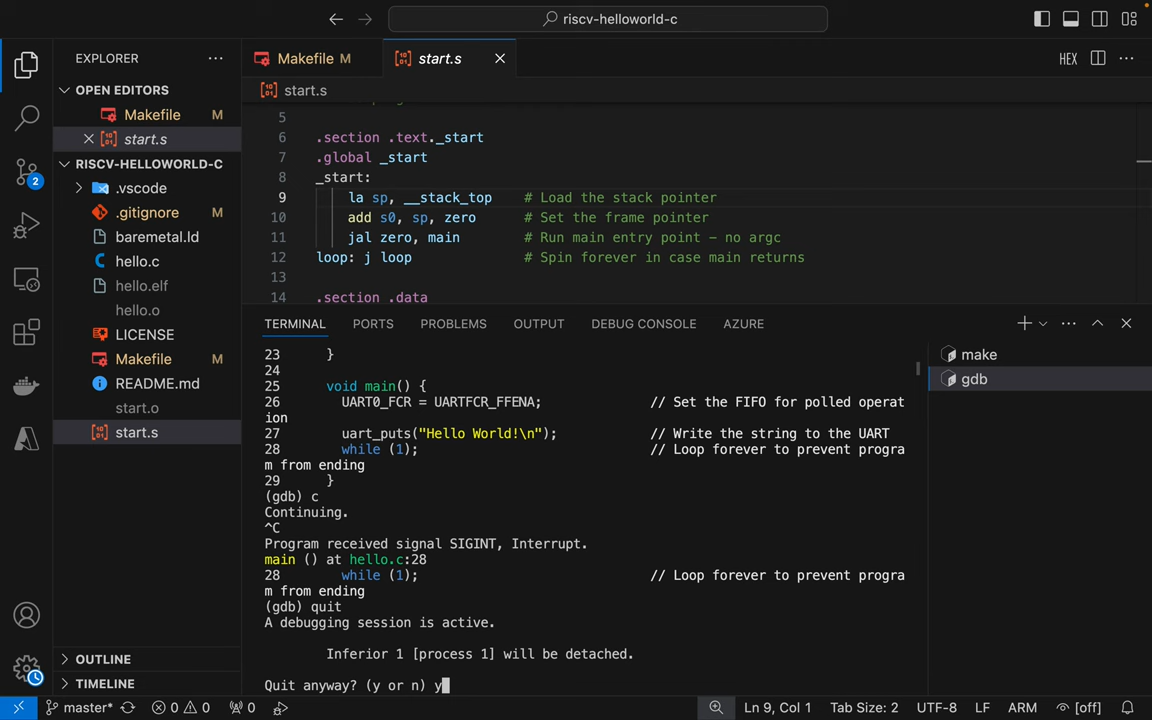 riscv-helloworld-c
EXPLORER
OPEN EDITORS
Makefile M
start.s
RISCV-HELLOWORLD-C
.vscode
.gitignore M
baremetal.ld
hello.c
hello.elf
hello.o
LICENSE
Makefile M
README.md
start.o
start.s
OUTLINE
TIMELINE
2
Makefile M
start.s
HEX
start.s
5
6 .section .text._start
7 .global _start
8 _start:
9 la sp, __stack_top # Load the stack pointer
10 add s0, sp, zero # Set the frame pointer
11 jal zero, main # Run main entry point - no argc
12 loop: j loop # Spin forever in case main returns
13
14 .section .data
TERMINAL PORTS PROBLEMS OUTPUT DEBUG CONSOLE AZURE
23 }
24
25 void main() {
26 UART0_FCR = UARTFCR_FFENA; // Set the FIFO for polled operat
ion
27 uart_puts("Hello World!\n"); // Write the string to the UART
28 while (1); // Loop forever to prevent progra
m from ending
29 }
(gdb) c
Continuing.
^C
Program received signal SIGINT, Interrupt.
main () at hello.c:28
28 while (1); // Loop forever to prevent progra
m from ending
(gdb) quit
A debugging session is active.
Inferior 1 [process 1] will be detached.
Quit anyway? (y or n) y
make
gdb
master* 0 0 0 Ln 9, Col 1 Tab Size: 2 UTF-8 LF ARM [off]